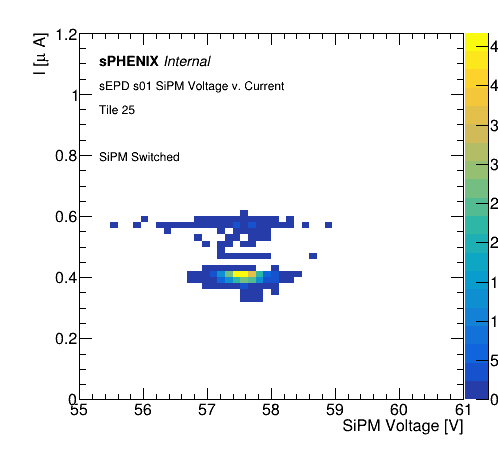 1.2
I [μ A]
sPHENIX Internal
sEPD s01 SiPM Voltage v. Current
Tile 25
1
SiPM Switched
0.8
0.6
0.4
0.2
0
55 56 57 58 59 60 61
SiPM Voltage [V]
4
4
3
3
2
2
1
1
5
0